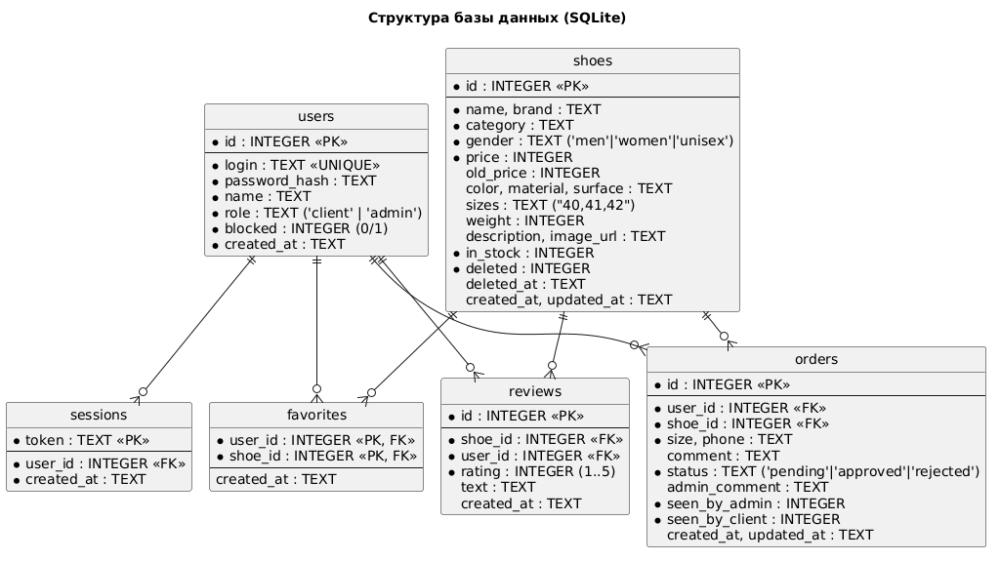 Структура базы данных (SQLite)
shoes
id : INTEGER «PK»
name, brand : TEXT
category : TEXT
gender : TEXT ('men'|'women'|'unisex')
price : INTEGER
old_price : INTEGER
color, material, surface : TEXT
sizes : TEXT ("40,41,42")
weight : INTEGER
description, image_url : TEXT
in_stock : INTEGER
deleted : INTEGER
deleted_at : TEXT
created_at, updated_at : TEXT
users
id : INTEGER «PK»
login : TEXT «UNIQUE»
password_hash : TEXT
name : TEXT
role : TEXT ('client' | 'admin')
blocked : INTEGER (0/1)
created_at : TEXT
sessions
token : TEXT «PK»
user_id : INTEGER «FK»
created_at : TEXT
favorites
user_id : INTEGER «PK, FK»
shoe_id : INTEGER «PK, FK»
created_at : TEXT
reviews
id : INTEGER «PK»
shoe_id : INTEGER «FK»
user_id : INTEGER «FK»
rating : INTEGER (1..5)
text : TEXT
created_at : TEXT
orders
id : INTEGER «PK»
user_id : INTEGER «FK»
shoe_id : INTEGER «FK»
size, phone : TEXT
comment : TEXT
status : TEXT ('pending'|'approved'|'rejected')
admin_comment : TEXT
seen_by_admin : INTEGER
seen_by_client : INTEGER
created_at, updated_at : TEXT